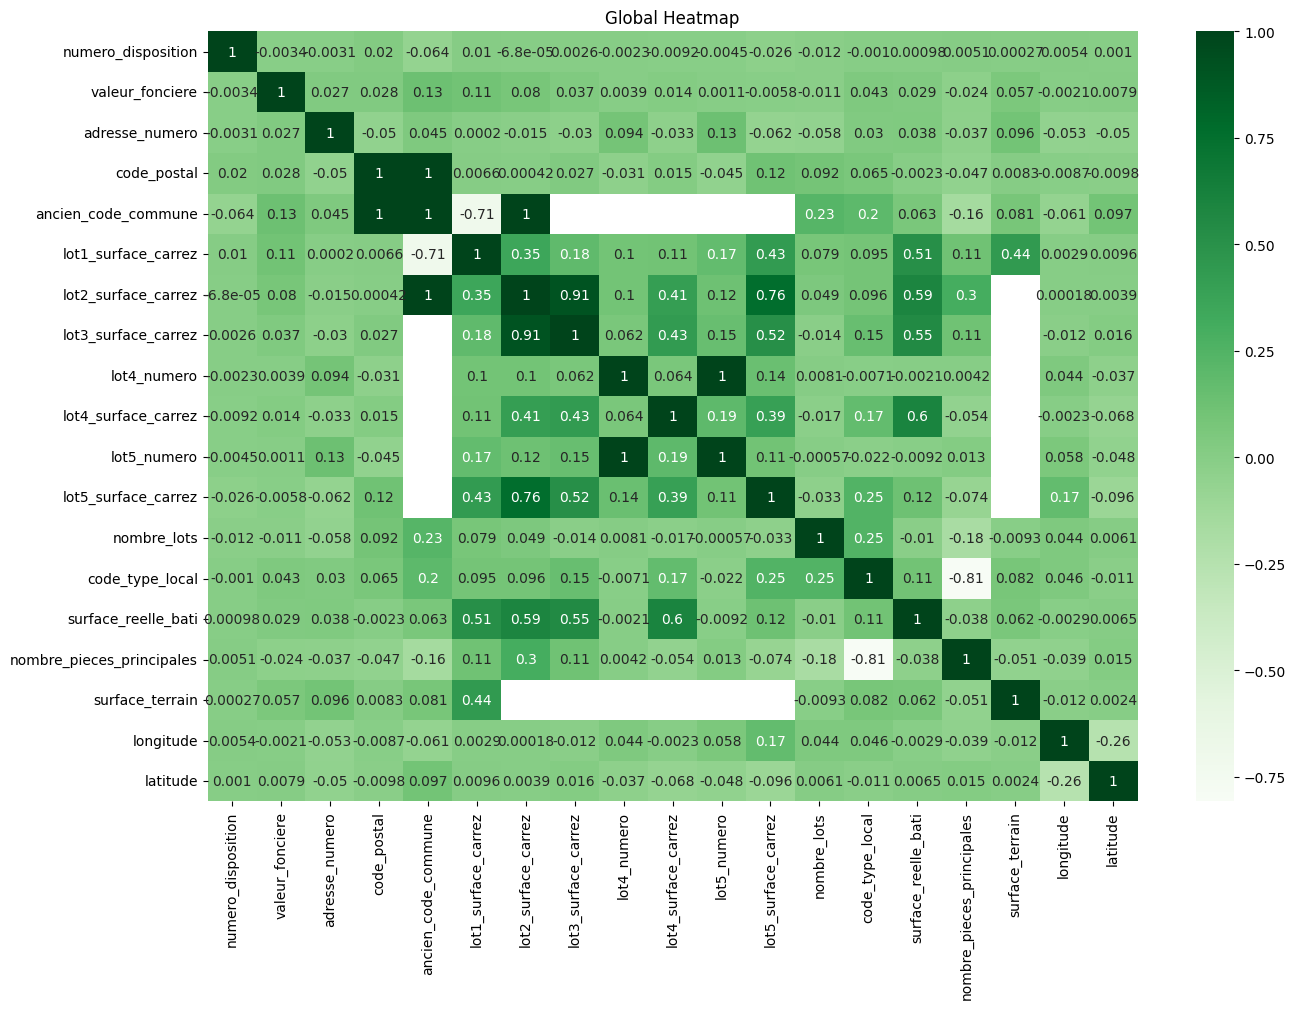 Global Heatmap
numero_disposition 1 -0.0034 -0.0031 0.02 -0.064 0.01 -6.8e-05 0.0026 -0.0023 -0.0092 -0.0045 -0.026 -0.012 -0.001 0.00098 0.0051 0.00027 0.0054 0.001
valeur_fonciere -0.0034 1 0.027 0.028 0.13 0.11 0.08 0.037 0.0039 0.014 0.0011 -0.0058 -0.011 0.043 0.029 -0.024 0.057 -0.0021 0.0079
adresse_numero -0.0031 0.027 1 -0.05 0.045 0.0002 -0.015 -0.03 0.094 -0.033 0.13 -0.062 -0.058 0.03 0.038 -0.037 0.096 -0.053 -0.05
code_postal 0.02 0.028 -0.05 1 1 0.0066 0.00042 0.027 -0.031 0.015 -0.045 0.12 0.092 0.065 -0.0023 -0.047 0.0083 -0.0087 -0.0098
ancien_code_commune -0.064 0.13 0.045 1 1 -0.71 1 0.23 0.2 0.063 -0.16 0.081 -0.061 0.097
lot1_surface_carrez 0.01 0.11 0.0002 0.0066 -0.71 1 0.35 0.18 0.1 0.11 0.17 0.43 0.079 0.095 0.51 0.11 0.44 0.0029 0.0096
lot2_surface_carrez -6.8e-05 0.08 -0.015 0.00042 1 0.35 1 0.91 0.1 0.41 0.12 0.76 0.049 0.096 0.59 0.3 0.00018 0.0039
lot3_surface_carrez 0.0026 0.037 -0.03 0.027 0.18 0.91 1 0.062 0.43 0.15 0.52 -0.014 0.15 0.55 0.11 -0.012 0.016
lot4_numero -0.0023 0.0039 0.094 -0.031 0.1 0.1 0.062 1 0.064 1 0.14 0.0081 -0.0071 -0.0021 0.0042 0.044 -0.037
lot4_surface_carrez -0.0092 0.014 -0.033 0.015 0.11 0.41 0.43 0.064 1 0.19 0.39 -0.017 0.17 0.6 -0.054 -0.0023 -0.068
lot5_numero -0.0045 0.0011 0.13 -0.045 0.17 0.12 0.15 1 0.19 1 0.11 -0.00057 -0.022 -0.0092 0.013 0.058 -0.048
lot5_surface_carrez -0.026 -0.0058 -0.062 0.12 0.43 0.76 0.52 0.14 0.39 0.11 1 -0.033 0.25 0.12 -0.074 0.17 -0.096
nombre_lots -0.012 -0.011 -0.058 0.092 0.23 0.079 0.049 -0.014 0.0081 -0.017 -0.00057 -0.033 1 0.25 -0.01 -0.18 -0.0093 0.044 0.0061
code_type_local -0.001 0.043 0.03 0.065 0.2 0.095 0.096 0.15 -0.0071 0.17 -0.022 0.25 0.25 1 0.11 -0.81 0.082 0.046 -0.011
surface_reelle_bati 0.00098 0.029 0.038 -0.0023 0.063 0.51 0.59 0.55 -0.0021 0.6 -0.0092 0.12 -0.01 0.11 1 -0.038 0.062 -0.0029 0.0065
nombre_pieces_principales 0.0051 -0.024 -0.037 -0.047 -0.16 0.11 0.3 0.11 0.0042 -0.054 0.013 -0.074 -0.18 -0.81 -0.038 1 -0.051 -0.039 0.015
surface_terrain 0.00027 0.057 0.096 0.0083 0.081 0.44 -0.0093 0.082 0.062 -0.051 1 -0.012 0.0024
longitude 0.0054 -0.0021 -0.053 -0.0087 -0.061 0.0029 0.00018 -0.012 0.044 -0.0023 0.058 0.17 0.044 0.046 -0.0029 -0.039 -0.012 1 -0.26
latitude 0.001 0.0079 -0.05 -0.0098 0.097 0.0096 0.0039 0.016 -0.037 -0.068 -0.048 -0.096 0.0061 -0.011 0.0065 0.015 0.0024 -0.26 1
numero_disposition
valeur_fonciere
adresse_numero
code_postal
ancien_code_commune
lot1_surface_carrez
lot2_surface_carrez
lot3_surface_carrez
lot4_numero
lot4_surface_carrez
lot5_numero
lot5_surface_carrez
nombre_lots
code_type_local
surface_reelle_bati
nombre_pieces_principales
surface_terrain
longitude
latitude
1.00
0.75
0.50
0.25
0.00
−0.25
−0.50
−0.75